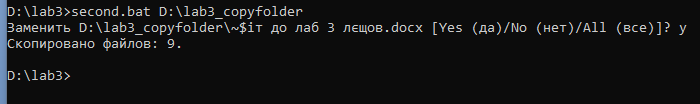 D:\lab3>second.bat D:\lab3_copyfolder
Заменить D:\lab3_copyfolder\~$іт до лаб 3 лєщов.docx [Yes (да)/No (нет)/All (все)]? y
Скопировано файлов: 9.
D:\lab3>